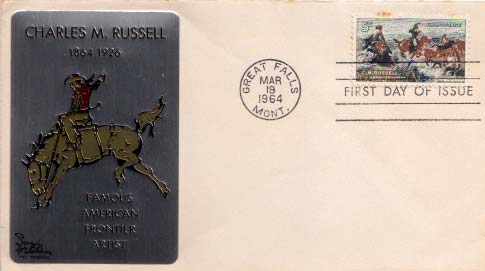 CHARLES M. RUSSELL
1864 1926
FAMOUS
AMERICAN
FRONTIER
ARTIST
GREAT FALLS
MAR
19
1964
MONT.
C.M. RUSSELL
FIRST DAY OF ISSUE